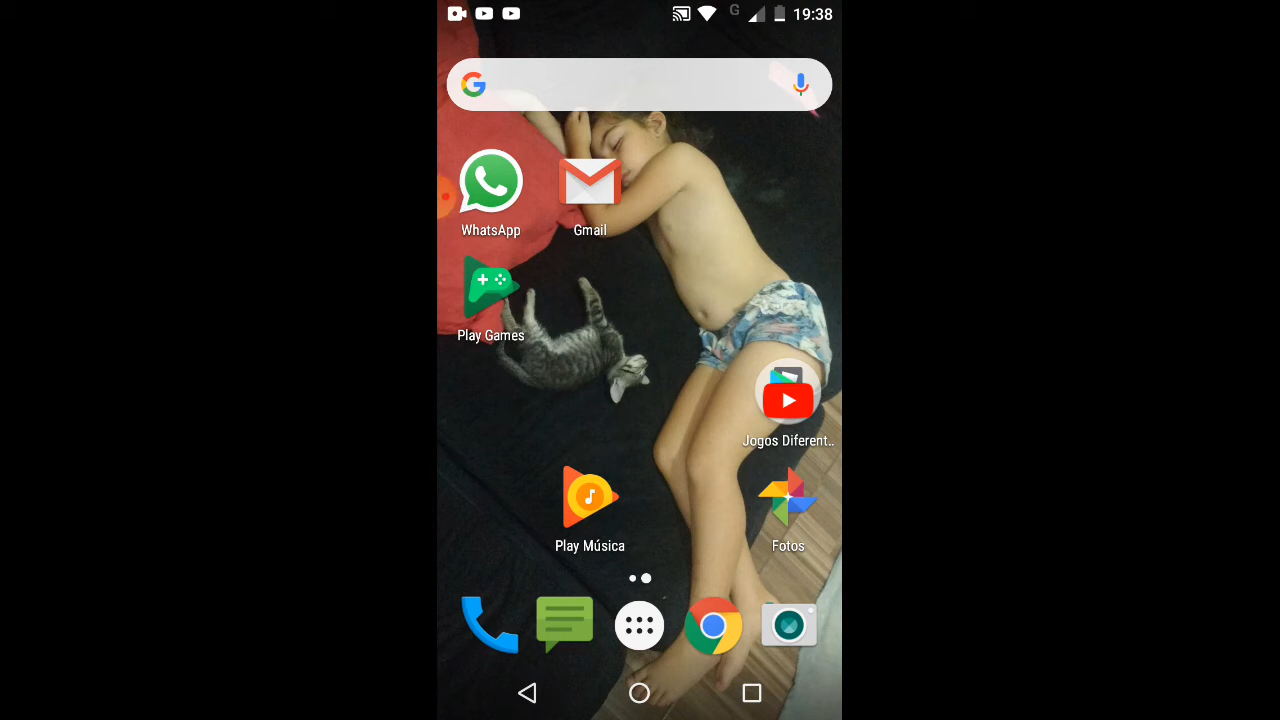 G 19:38
WhatsApp
Gmail
Play Games
Jogos Diferent..
Play Música
Fotos